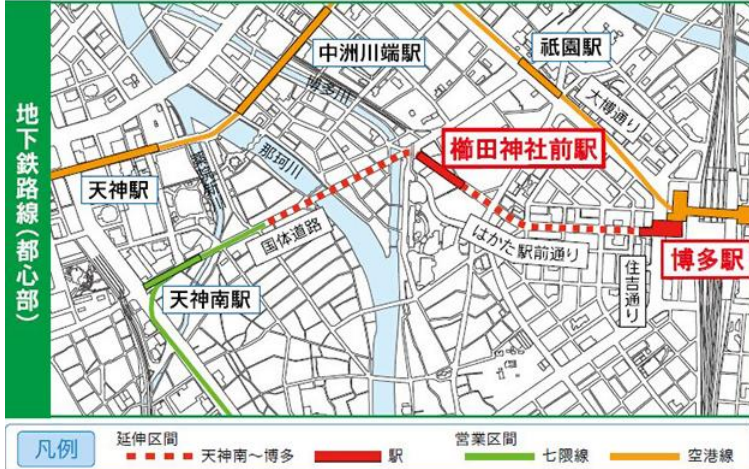 地下鉄路線(都心部)
中洲川端駅
祇園駅
博多川
大博通り
櫛田神社前駅
那珂川
天神駅
国体道路
はかた駅前通り
博多駅
住吉通り
天神南駅
凡例
延伸区間
天神南～博多
駅
営業区間
七隈線
空港線